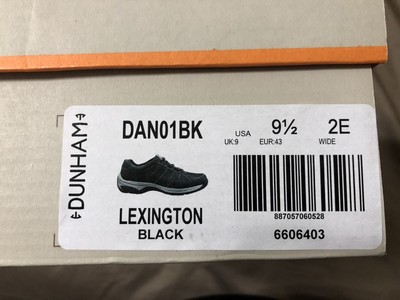 DUNHAM
DAN01BK
LEXINGTON
BLACK
USA 9½ 2E
UK:9 EUR:43 WIDE
887057060528
6606403